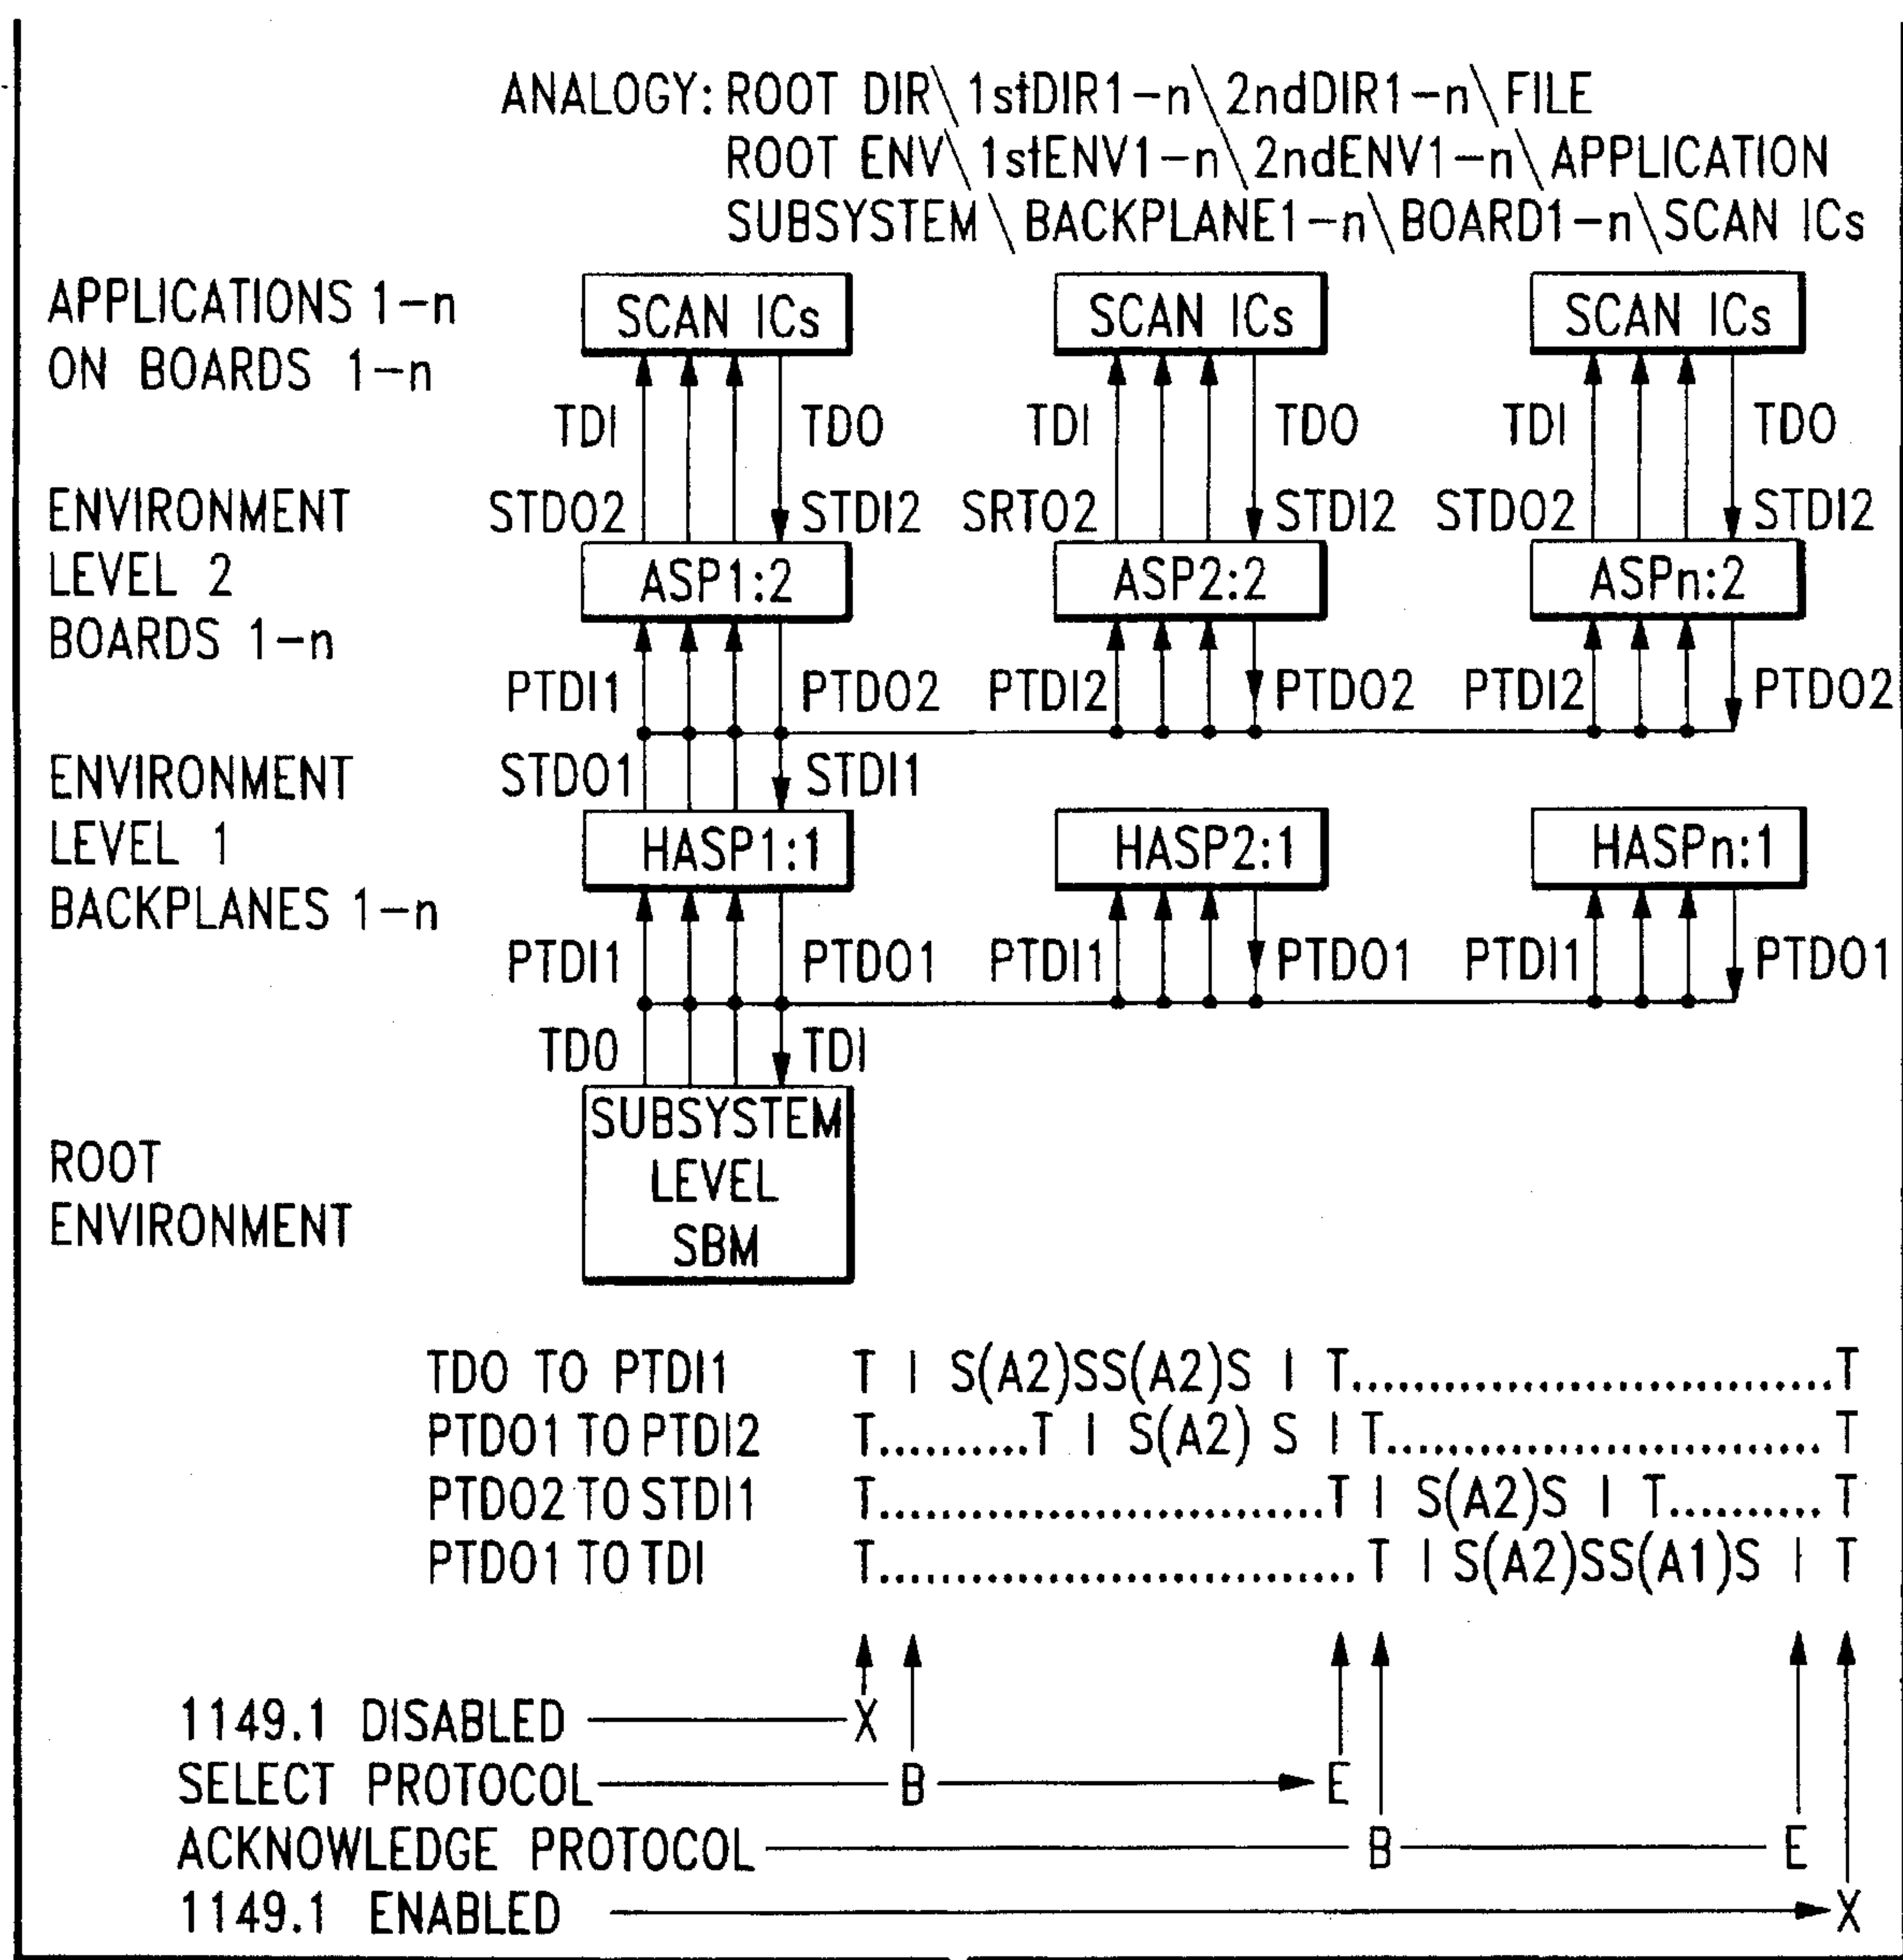 ANALOGY: ROOT DIR\1stDIR1-n\2ndDIR1-n\FILE
ROOT ENV\1stENV1-n\2ndENV1-n\APPLICATION
SUBSYSTEM\BACKPLANE1-n\BOARD1-n\SCAN ICs
APPLICATIONS 1-n
ON BOARDS 1-n
SCAN ICs SCAN ICs SCAN ICs
TDI TDO TDI TDO TDI TDO
ENVIRONMENT
LEVEL 2
BOARDS 1-n
STDO2 STDI2 SRTO2 STDI2 STDO2 STDI2
ASP1:2 ASP2:2 ASPn:2
PTDI1 PTDO2 PTDI2 PTDO2 PTDI2 PTDO2
ENVIRONMENT
LEVEL 1
BACKPLANES 1-n
STDO1 STDI1
HASP1:1 HASP2:1 HASPn:1
PTDI1 PTDO1 PTDI1 PTDO1 PTDI1 PTDO1
TDO TDI
ROOT
ENVIRONMENT
SUBSYSTEM
LEVEL
SBM
TDO TO PTDI1 T I S(A2)SS(A2)S I T...............................T
PTDO1 TO PTDI2 T..........T I S(A2) S I T............................ T
PTDO2 TO STDI1 T.............................T I S(A2)S I T.......... T
PTDO1 TO TDI T............................... T I S(A2)SS(A1)S I T
1149.1 DISABLED X
SELECT PROTOCOL B E
ACKNOWLEDGE PROTOCOL B E
1149.1 ENABLED X